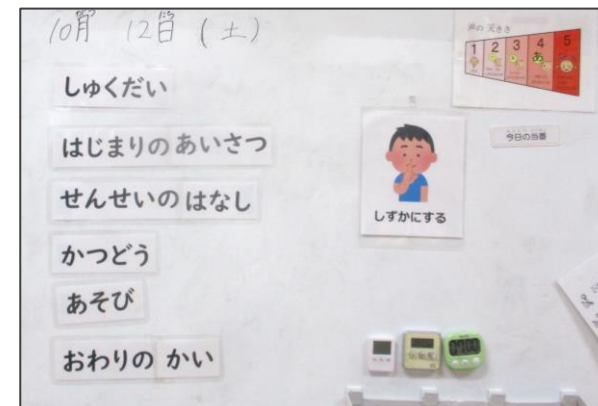 10月 12日 (土)
しゅくだい
はじまりの あいさつ
せんせいの はなし
かつどう
あそび
おわりの かい
声の 大きさ
1 2 3 4 5
あ
今日の当番
しずかにする